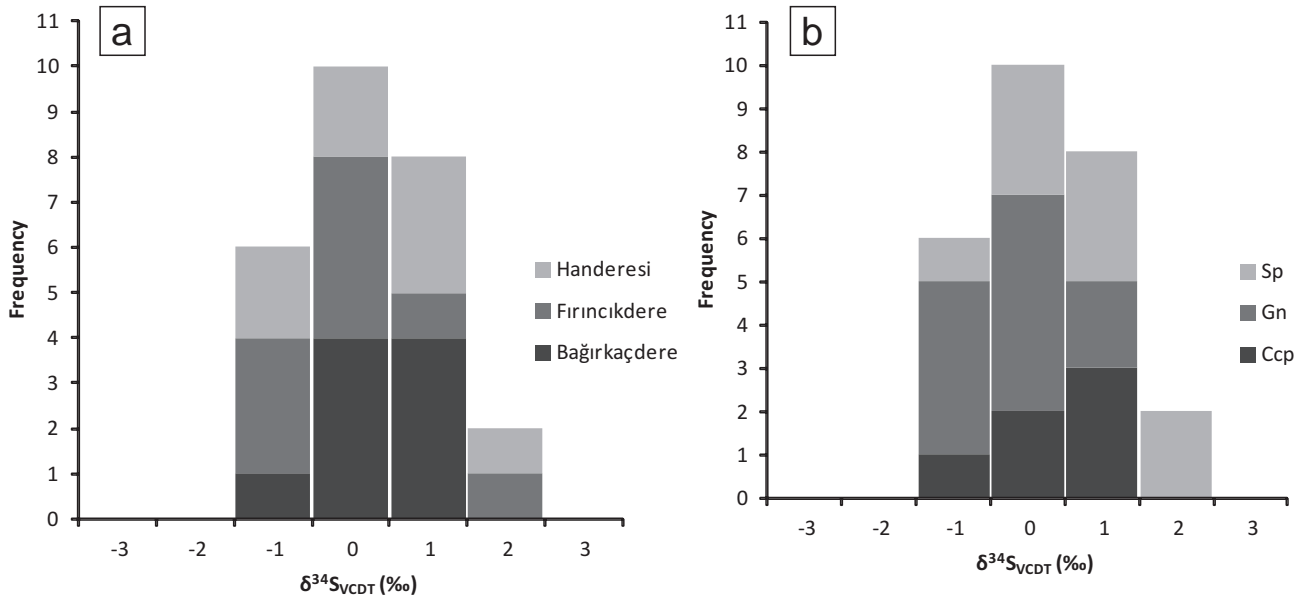 a
11
10
9
8
7
6
5
4
3
2
1
0
Frequency
-3 -2 -1 0 1 2 3
δ³⁴S_VCDT (‰)
Handeresi
Fırıncıkdere
Bağırkaçdere
b
11
10
9
8
7
6
5
4
3
2
1
0
Frequency
-3 -2 -1 0 1 2 3
δ³⁴S_VCDT (‰)
Sp
Gn
Ccp